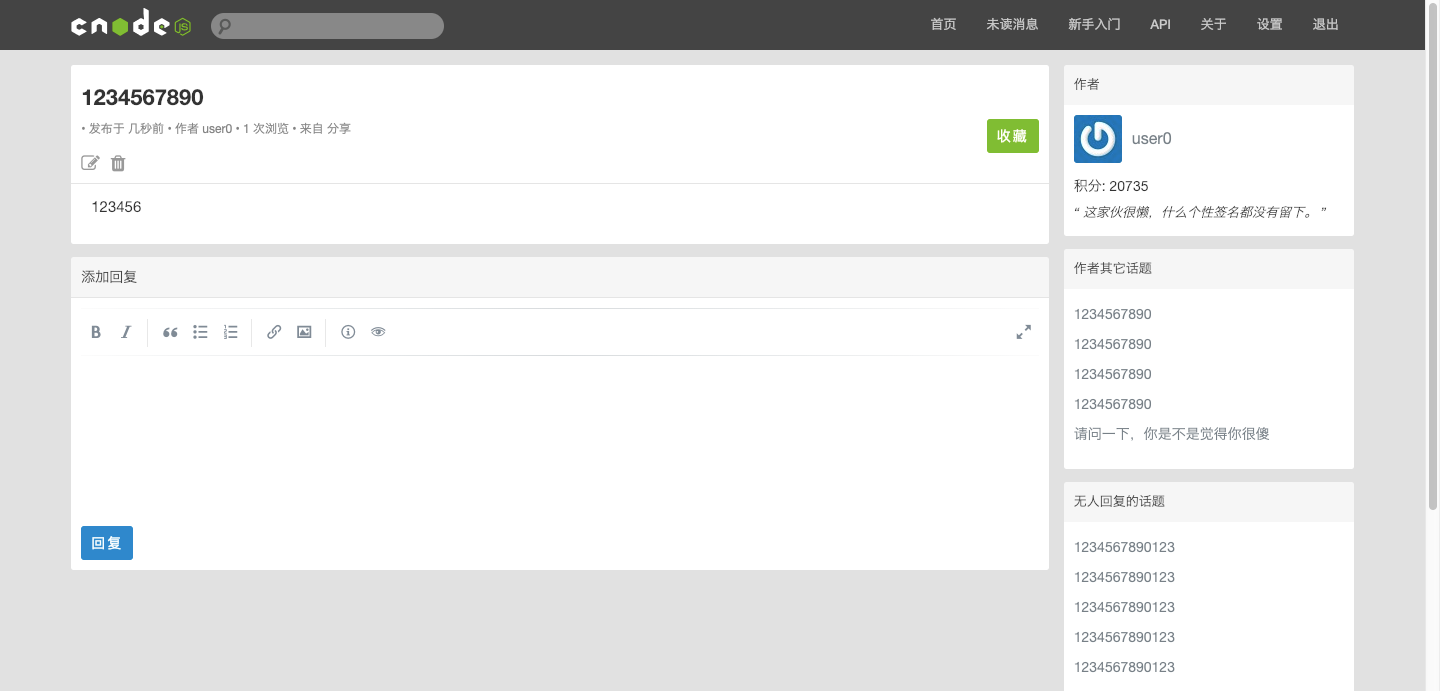 cnode JS
首页 未读消息 新手入门 API 关于 设置 退出
1234567890
• 发布于 几秒前 • 作者 user0 • 1 次浏览 • 来自 分享
收藏
123456
添加回复
B I
回复
作者
user0
积分: 20735
“ 这家伙很懒，什么个性签名都没有留下。 ”
作者其它话题
1234567890
1234567890
1234567890
1234567890
请问一下，你是不是觉得你很傻
无人回复的话题
1234567890123
1234567890123
1234567890123
1234567890123
1234567890123